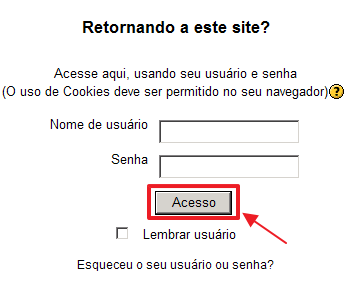 Retornando a este site?
Acesse aqui, usando seu usuário e senha
(O uso de Cookies deve ser permitido no seu navegador)?
Nome de usuário
Senha
Acesso
Lembrar usuário
Esqueceu o seu usuário ou senha?